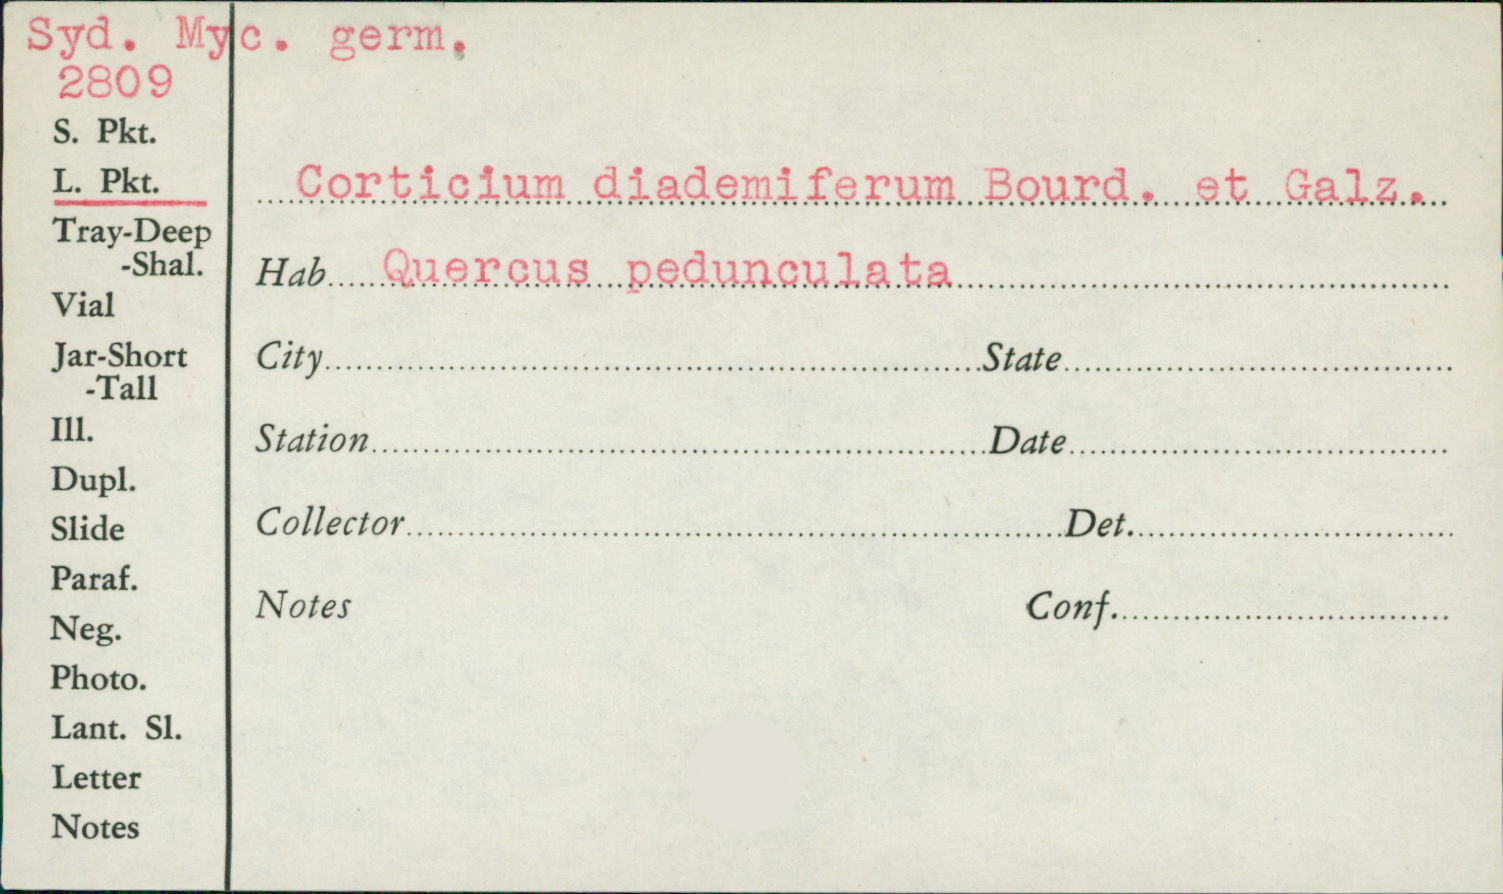 Syd. Myc. germ.
2809
S. Pkt.
L. Pkt.
Tray-Deep
-Shal.
Vial
Jar-Short
-Tall
Ill.
Dupl.
Slide
Paraf.
Neg.
Photo.
Lant. Sl.
Letter
Notes
Corticium diademiferum Bourd. et Galz.
Hab. Quercus pedunculata
City State
Station Date
Collector Det.
Notes Conf.